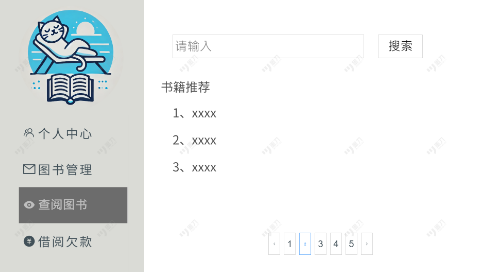 请输入
搜索
书籍推荐
1、xxxx
2、xxxx
3、xxxx
个人中心
图书管理
查阅图书
借阅欠款
1 3 4 5